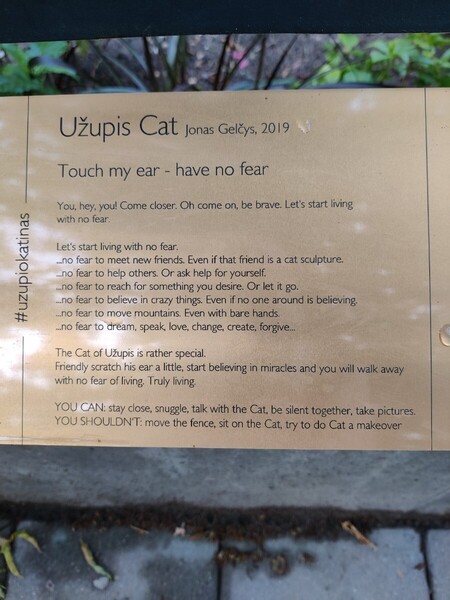 Užupis Cat Jonas Gelčys, 2019
Touch my ear - have no fear
You, hey, you! Come closer. Oh come on, be brave. Let's start living
with no fear.
Let's start living with no fear.
...no fear to meet new friends. Even if that friend is a cat sculpture.
...no fear to help others. Or ask help for yourself.
...no fear to reach for something you desire. Or let it go.
...no fear to believe in crazy things. Even if no one around is believing.
...no fear to move mountains. Even with bare hands.
...no fear to dream, speak, love, change, create, forgive...
The Cat of Užupis is rather special.
Friendly scratch his ear a little, start believing in miracles and you will walk away
with no fear of living. Truly living.
YOU CAN: stay close, snuggle, talk with the Cat, be silent together, take pictures.
YOU SHOULDN'T: move the fence, sit on the Cat, try to do Cat a makeover
#uzupiokatinas